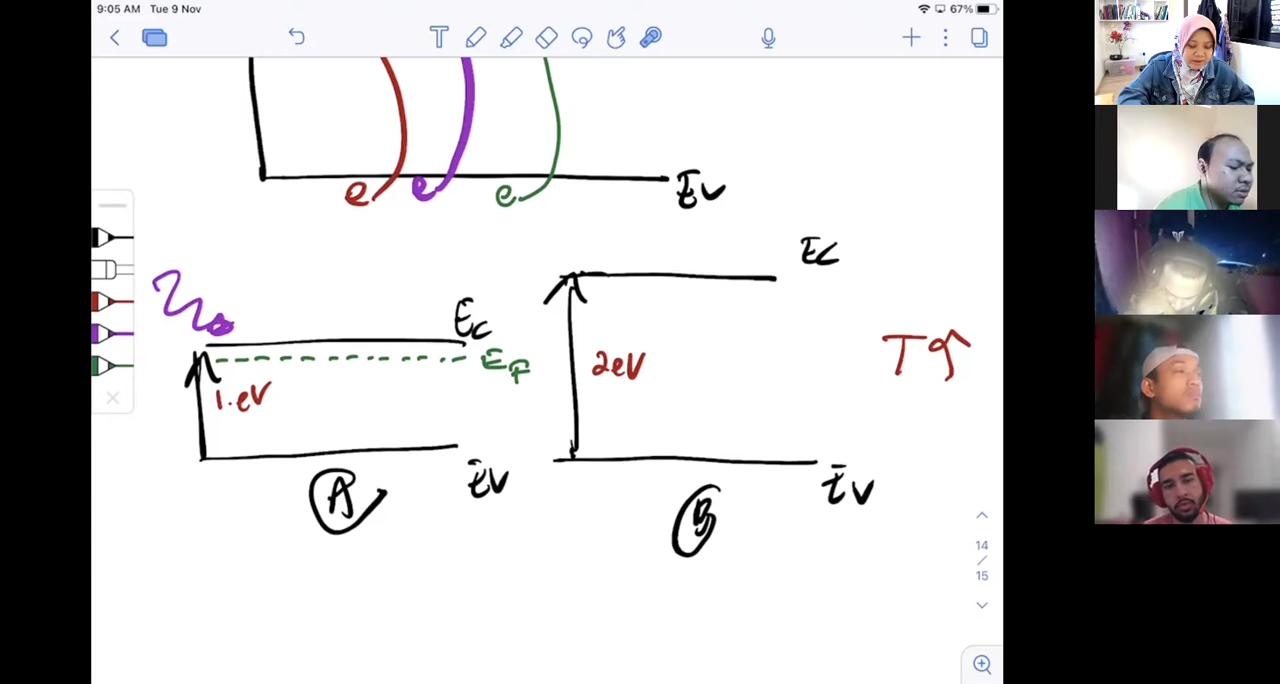 9:05 AM Tue 9 Nov
67%
T
e e e
Ev
Ec
Ec
EF
1.eV
2eV
T↑
Ev
Ev
A
B
14
/
15